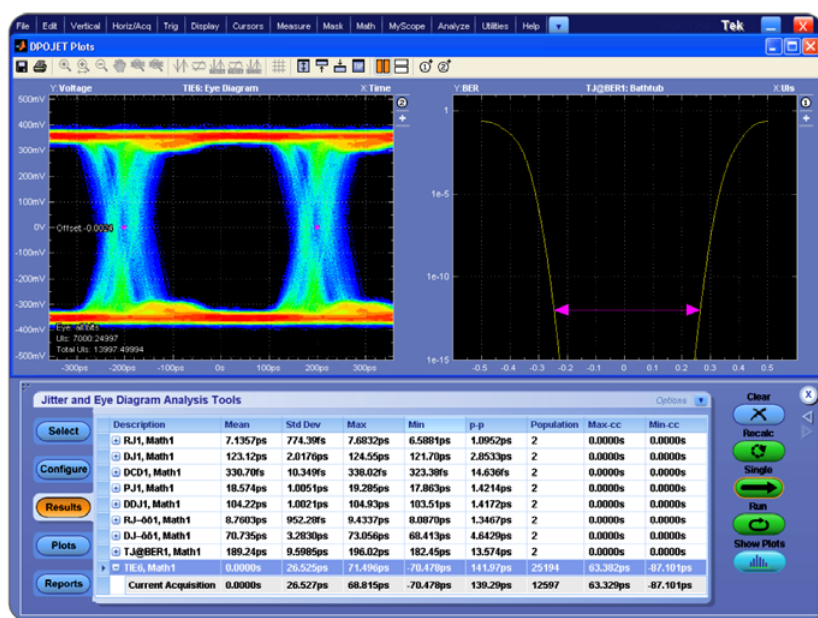 File Edit Vertical Horiz/Acq Trig Display Cursors Measure Mask Math MyScope Analyze Utilities Help Tek
DPOJET Plots
Y:Voltage TIE6: Eye Diagram X:Time
500mV
400mV
300mV
200mV
100mV
0V
-100mV
-200mV
-300mV
-400mV
-500mV
Offset:-0.0024
Eye: all bits
UIs: 7000:24997
Total UIs: 13997:49994
-300ps -200ps -100ps 0s 100ps 200ps 300ps
2
Y:BER TJ@BER1: Bathtub X:UIs
1
1e-5
1e-10
1e-15
-0.5 -0.4 -0.3 -0.2 -0.1 0 0.1 0.2 0.3 0.4 0.5
1
Jitter and Eye Diagram Analysis Tools Options
Select
Configure
Results
Plots
Reports
Description Mean Std Dev Max Min p-p Population Max-cc Min-cc
RJ1, Math1 7.1357ps 774.39fs 7.6832ps 6.5881ps 1.0952ps 2 0.0000s 0.0000s
DJ1, Math1 123.12ps 2.0176ps 124.55ps 121.70ps 2.8533ps 2 0.0000s 0.0000s
DCD1, Math1 330.70fs 10.349fs 338.02fs 323.38fs 14.636fs 2 0.0000s 0.0000s
PJ1, Math1 18.574ps 1.0051ps 19.285ps 17.863ps 1.4214ps 2 0.0000s 0.0000s
DDJ1, Math1 104.22ps 1.0021ps 104.93ps 103.51ps 1.4172ps 2 0.0000s 0.0000s
RJ-δδ1, Math1 8.7603ps 952.28fs 9.4337ps 8.0870ps 1.3467ps 2 0.0000s 0.0000s
DJ-δδ1, Math1 70.735ps 3.2830ps 73.056ps 68.413ps 4.6429ps 2 0.0000s 0.0000s
TJ@BER1, Math1 189.24ps 9.5985ps 196.02ps 182.45ps 13.574ps 2 0.0000s 0.0000s
TIE6, Math1 0.0000s 26.525ps 71.496ps -70.478ps 141.97ps 25194 63.382ps -87.101ps
Current Acquisition 0.0000s 26.527ps 68.815ps -70.478ps 139.29ps 12597 63.329ps -87.101ps
Clear
Recalc
Single
Run
Show Plots